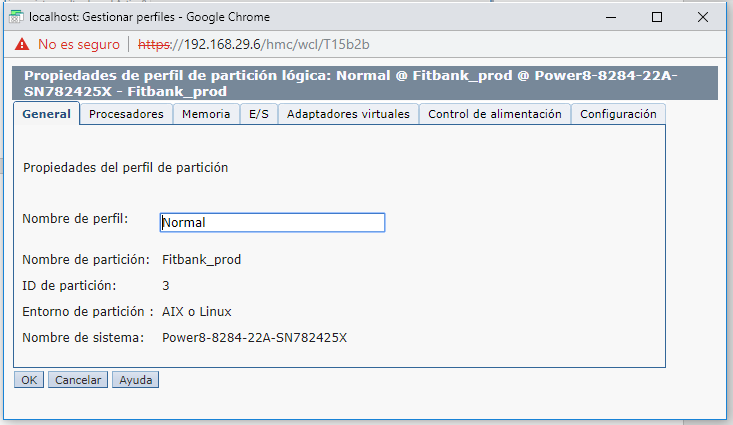 localhost: Gestionar perfiles - Google Chrome
No es seguro | https://192.168.29.6/hmc/wcl/T15b2b
Propiedades de perfil de partición lógica: Normal @ Fitbank_prod @ Power8-8284-22A-
SN782425X - Fitbank_prod
General Procesadores Memoria E/S Adaptadores virtuales Control de alimentación Configuración
Propiedades del perfil de partición
Nombre de perfil: Normal
Nombre de partición: Fitbank_prod
ID de partición: 3
Entorno de partición : AIX o Linux
Nombre de sistema: Power8-8284-22A-SN782425X
OK Cancelar Ayuda